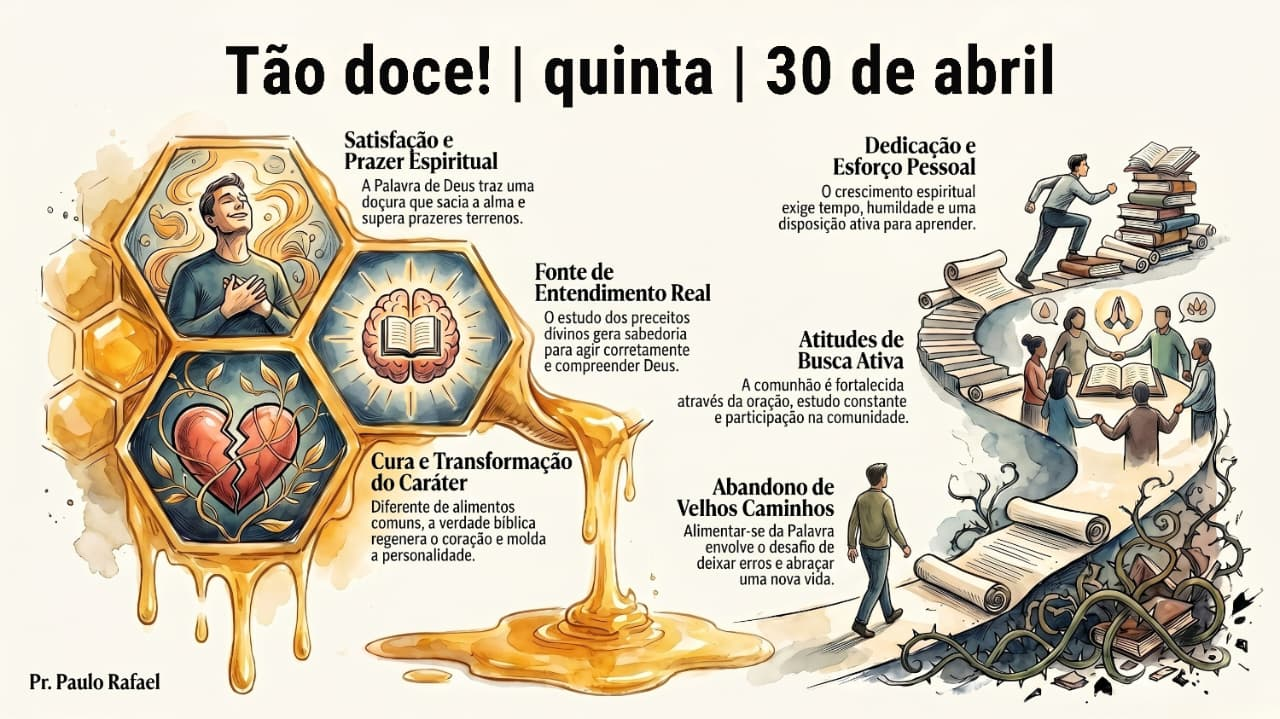 Tão doce! | quinta | 30 de abril
Satisfação e
Prazer Espiritual
A Palavra de Deus traz uma
doçura que sacia a alma e
supera prazeres terrenos.
Fonte de
Entendimento Real
O estudo dos preceitos
divinos gera sabedoria
para agir corretamente
e compreender Deus.
Cura e Transformação
do Caráter
Diferente de alimentos
comuns, a verdade bíblica
regenera o coração e molda
a personalidade.
Dedicação e
Esforço Pessoal
O crescimento espiritual
exige tempo, humildade e uma
disposição ativa para aprender.
Atitudes de
Busca Ativa
A comunhão é fortalecida
através da oração, estudo constante
e participação na comunidade.
Abandono de
Velhos Caminhos
Alimentar-se da Palavra
envolve o desafio de
deixar erros e abraçar
uma nova vida.
Pr. Paulo Rafael